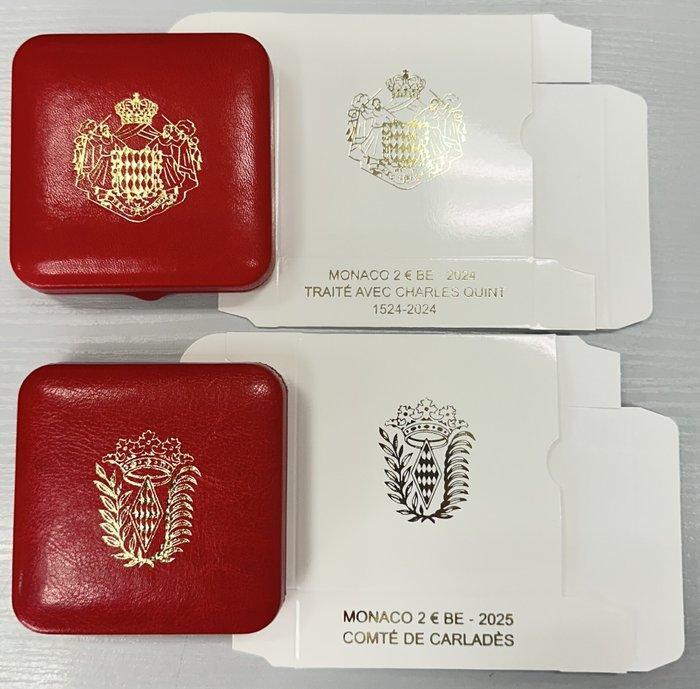 MONACO 2 € BE - 2024
TRAITÉ AVEC CHARLES QUINT
1524-2024
MONACO 2 € BE - 2025
COMTÉ DE CARLADÈS